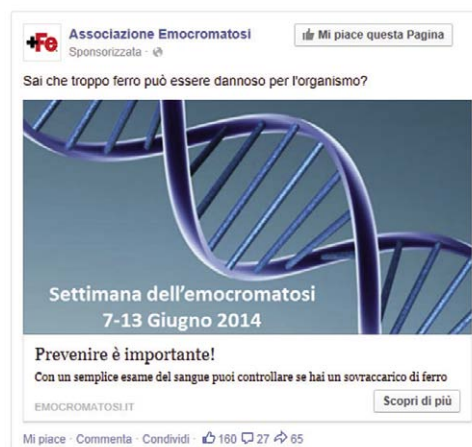 +Fe
Associazione Emocromatosi
Mi piace questa Pagina
Sponsorizzata ·
Sai che troppo ferro può essere dannoso per l'organismo?
Settimana dell'emocromatosi
7-13 Giugno 2014
Prevenire è importante!
Con un semplice esame del sangue puoi controllare se hai un sovraccarico di ferro
EMOCROMATOSI.IT
Scopri di più
Mi piace · Commenta · Condividi · 160 27 65